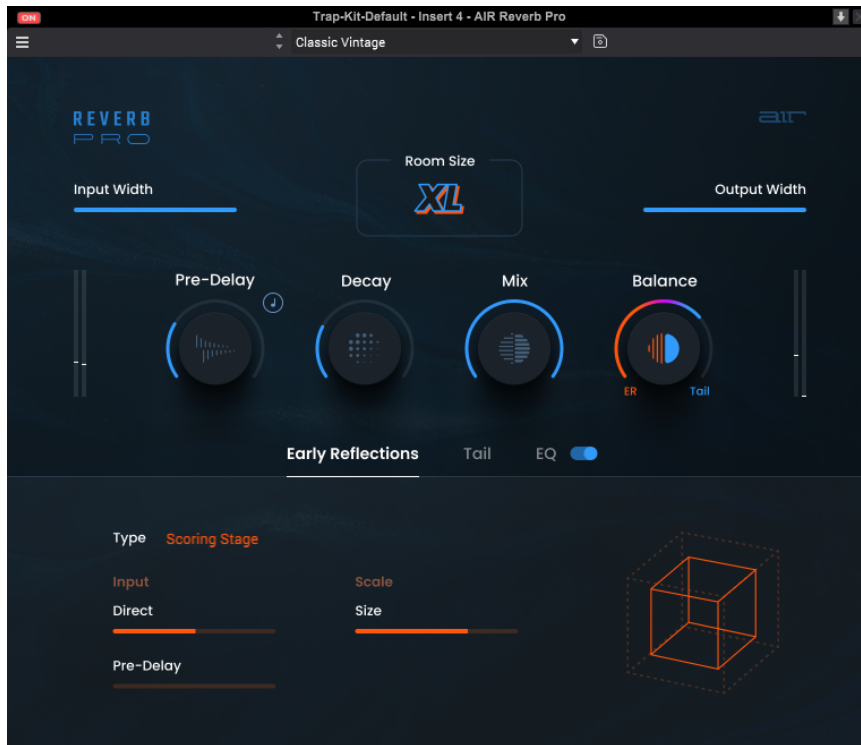 ON
Trap-Kit-Default - Insert 4 - AIR Reverb Pro
Classic Vintage
REVERB
PRO
air
Room Size
XL
Input Width
Output Width
Pre-Delay
Decay
Mix
Balance
ER
Tail
Early Reflections
Tail
EQ
Type
Scoring Stage
Input
Scale
Direct
Size
Pre-Delay